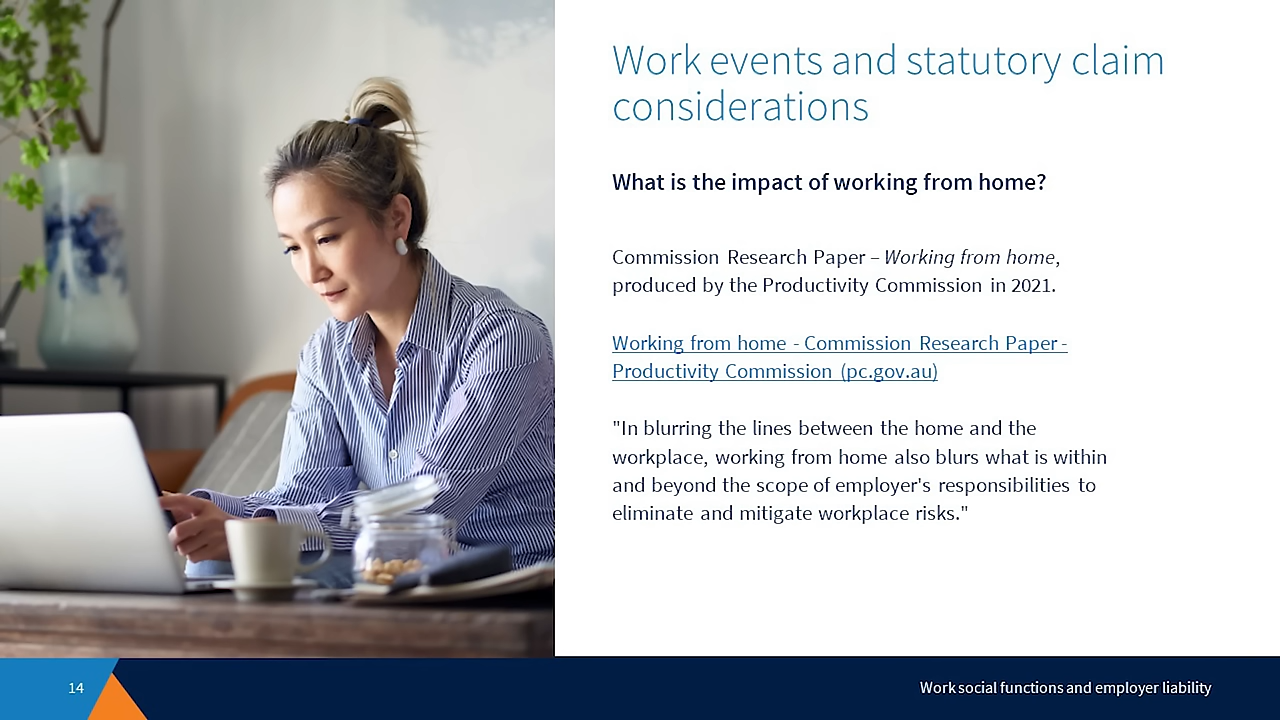 Work events and statutory claim
considerations
What is the impact of working from home?
Commission Research Paper – Working from home,
produced by the Productivity Commission in 2021.
Working from home - Commission Research Paper -
Productivity Commission (pc.gov.au)
"In blurring the lines between the home and the
workplace, working from home also blurs what is within
and beyond the scope of employer's responsibilities to
eliminate and mitigate workplace risks."
14
Work social functions and employer liability